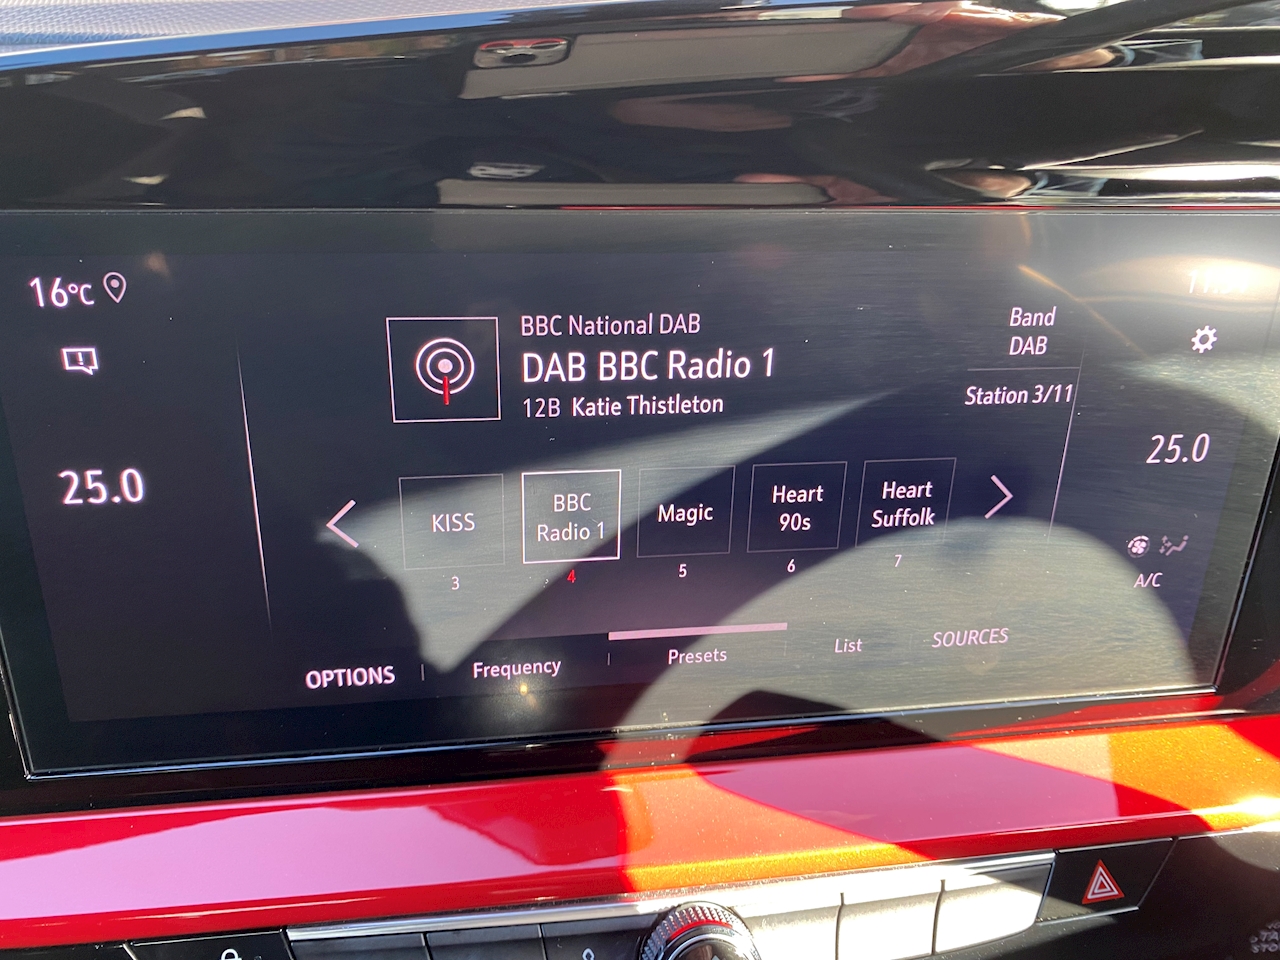 16°C
BBC National DAB
DAB BBC Radio 1
12B Katie Thistleton
Band
DAB
Station 3/11
25.0
25.0
KISS
3
BBC
Radio 1
4
Magic
5
Heart
90s
6
Heart
Suffolk
7
A/C
OPTIONS
Frequency
Presets
List
SOURCES